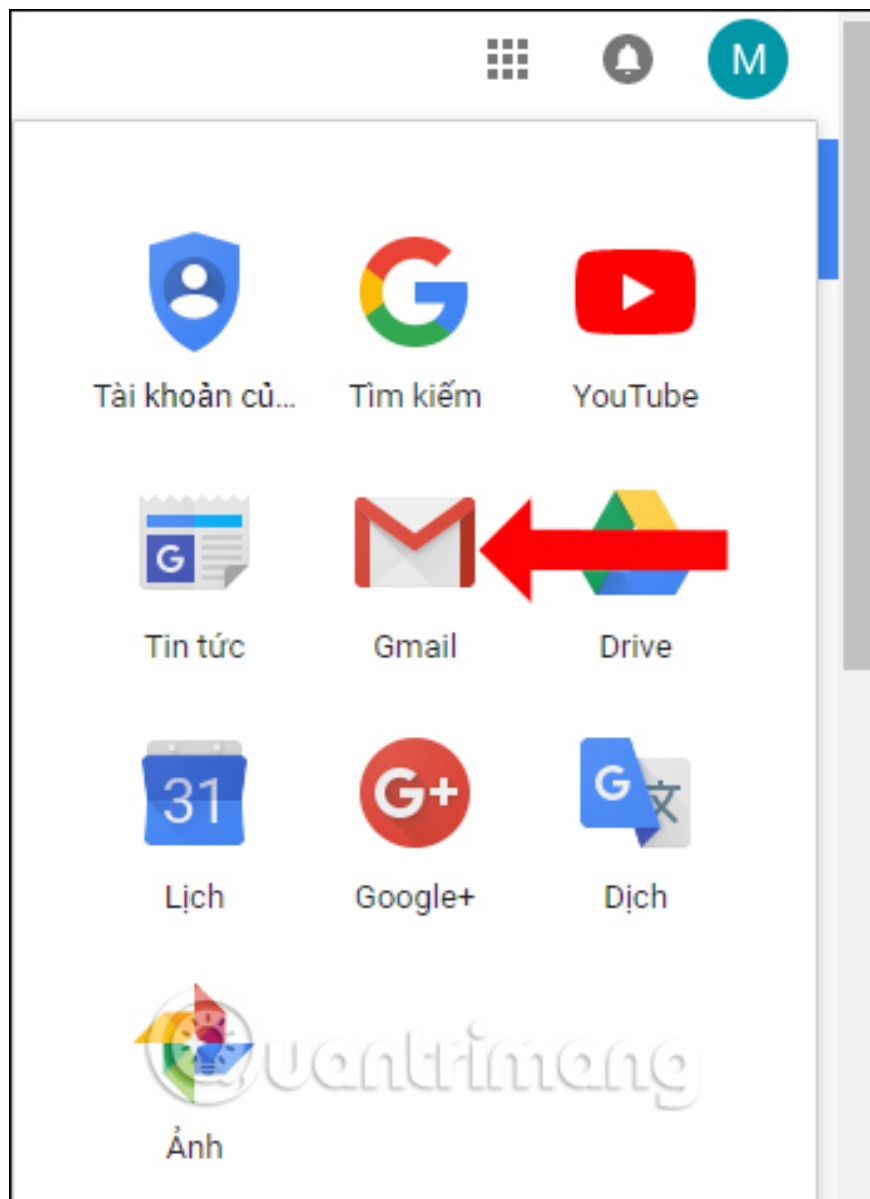 M
Tài khoản củ...
Tìm kiếm
YouTube
G
Tin tức
Gmail
Drive
31
G+
G
文
Lịch
Google+
Dịch
Quantrimang
Ảnh